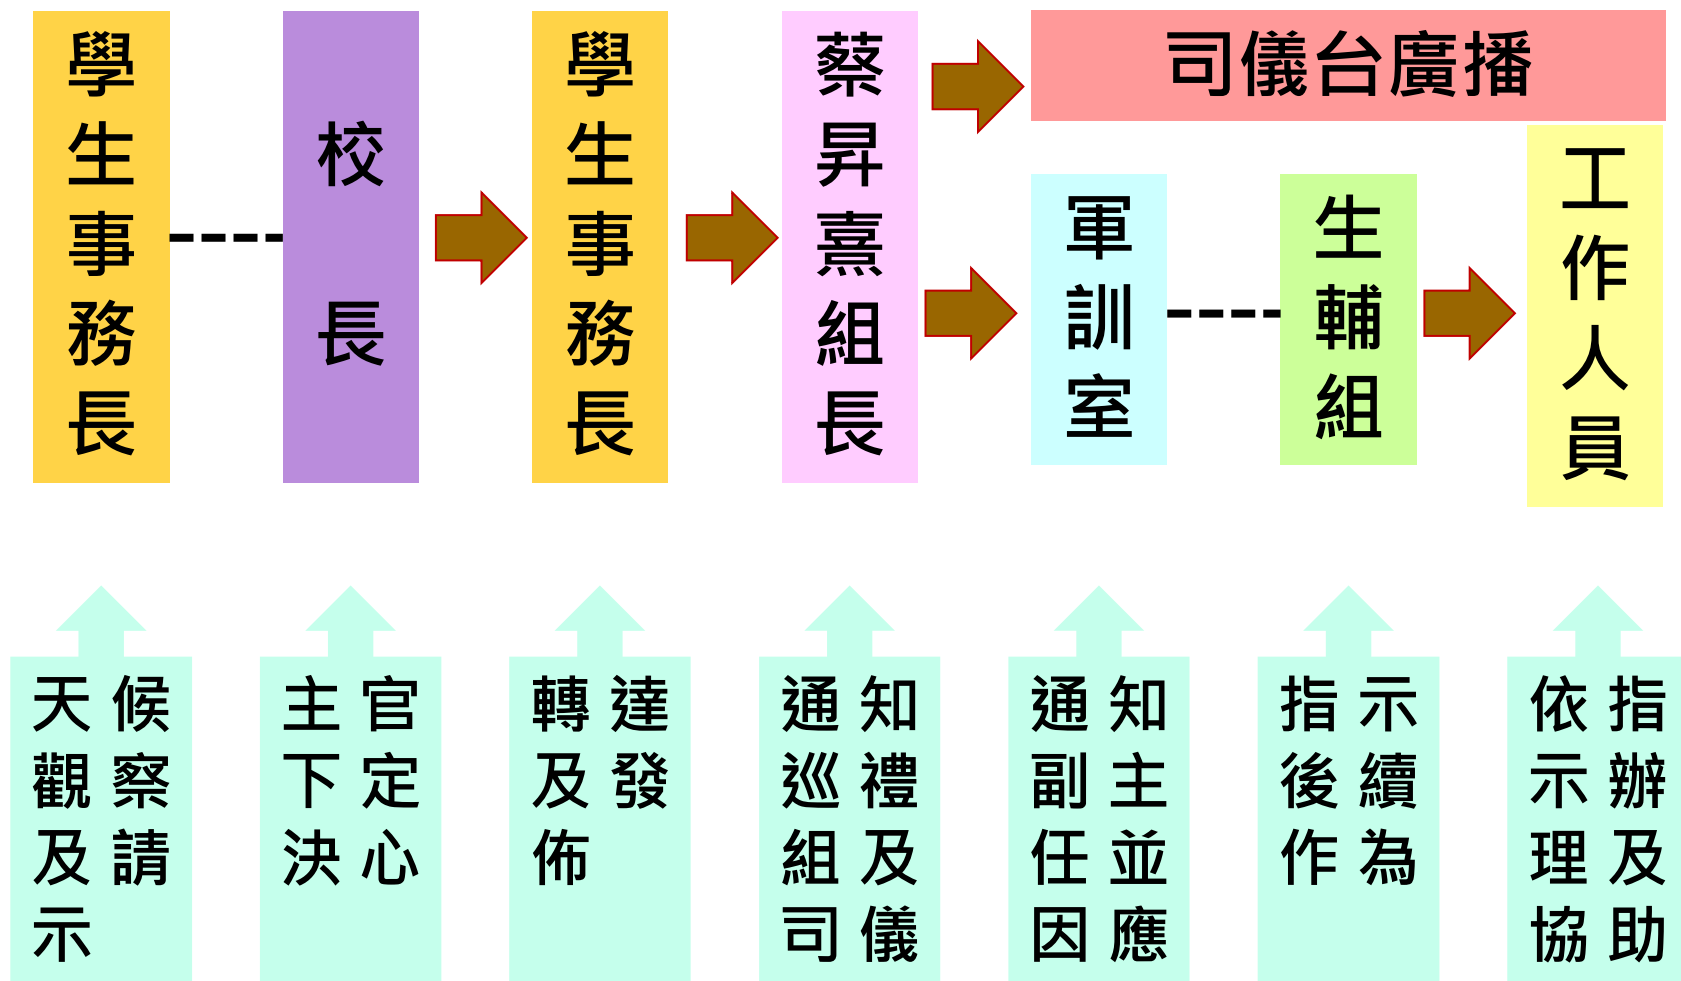 學生事務長
校長
學生事務長
蔡昇熹組長
司儀台廣播
軍訓室
生輔組
工作人員
天候
觀察
及請
示
主官
下定
決心
轉達
及發
佈
通知
巡禮
組及
司儀
通知
副主
任並
因應
指示
後續
作為
依指
示辦
理及
協助